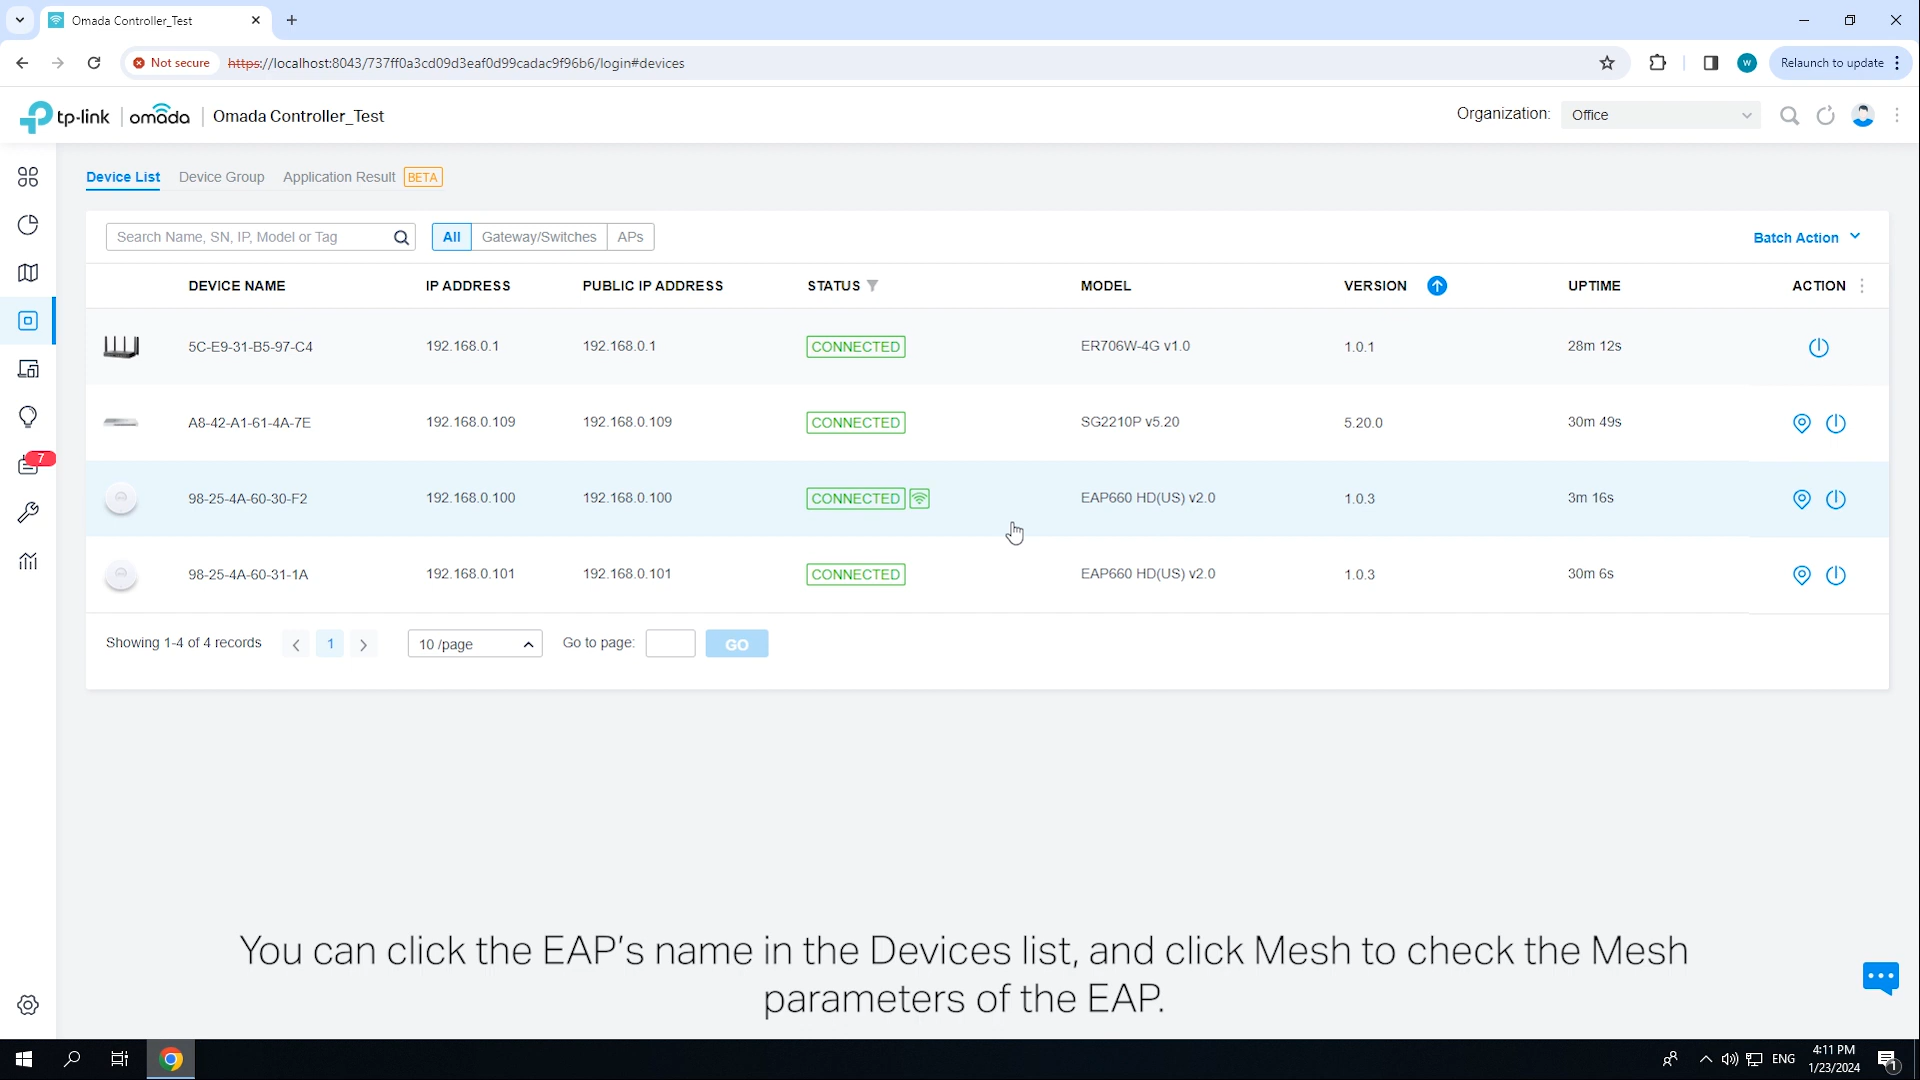 Omada Controller_Test
Not secure
https://localhost:8043/737ff0a3cd09d3eaf0d99cadac9f96b6/login#devices
W
Relaunch to update
tp-link
omada
Omada Controller_Test
Organization:
Office
Device List
Device Group
Application Result
BETA
Search Name, SN, IP, Model or Tag
All
Gateway/Switches
APs
Batch Action
DEVICE NAME IP ADDRESS PUBLIC IP ADDRESS STATUS MODEL VERSION UPTIME ACTION
5C-E9-31-B5-97-C4 192.168.0.1 192.168.0.1 CONNECTED ER706W-4G v1.0 1.0.1 28m 12s
A8-42-A1-61-4A-7E 192.168.0.109 192.168.0.109 CONNECTED SG2210P v5.20 5.20.0 30m 49s
98-25-4A-60-30-F2 192.168.0.100 192.168.0.100 CONNECTED EAP660 HD(US) v2.0 1.0.3 3m 16s
98-25-4A-60-31-1A 192.168.0.101 192.168.0.101 CONNECTED EAP660 HD(US) v2.0 1.0.3 30m 6s
7
Showing 1-4 of 4 records
1
10 /page
Go to page:
GO
You can click the EAP's name in the Devices list, and click Mesh to check the Mesh
parameters of the EAP.
ENG
4:11 PM
1/23/2024
1